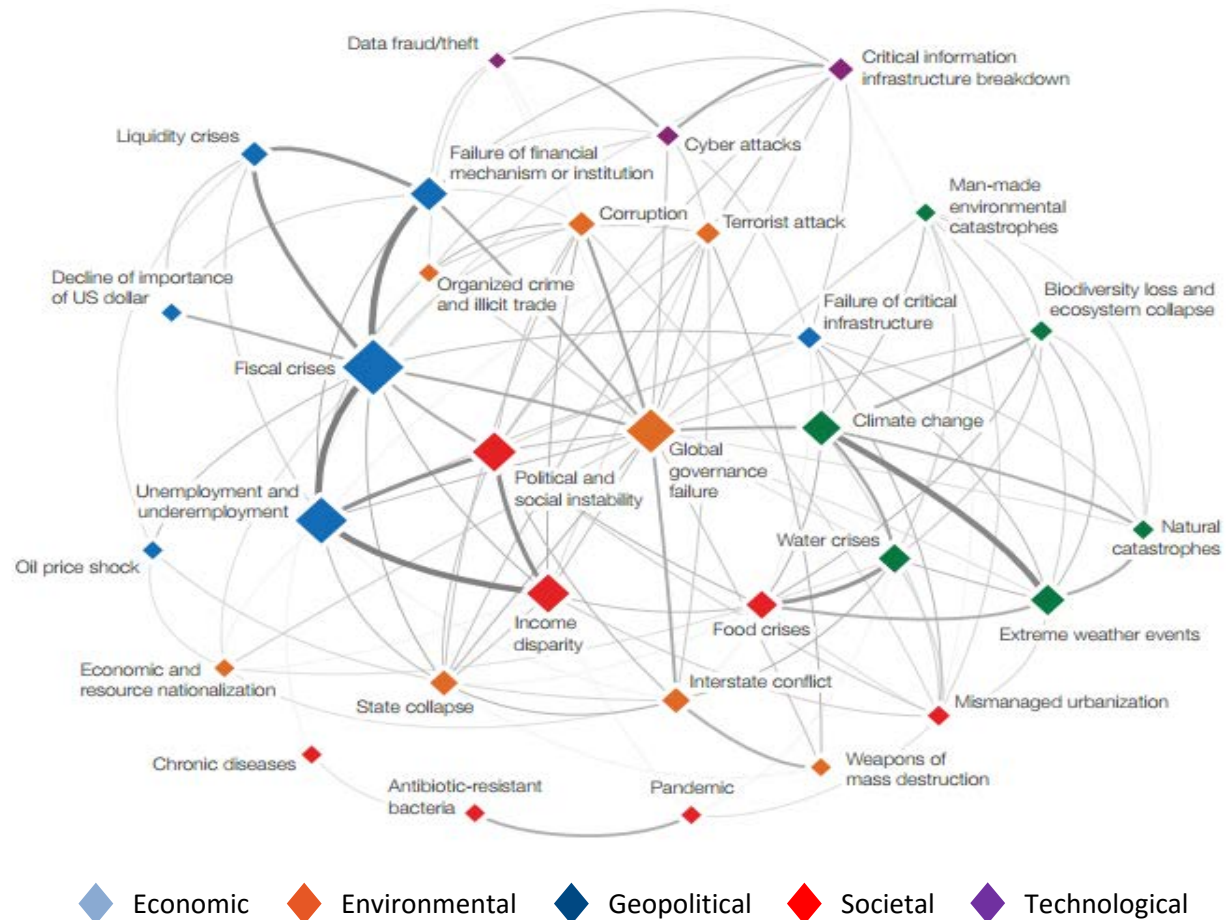 Data fraud/theft
Critical information
infrastructure breakdown
Liquidity crises
Cyber attacks
Failure of financial
mechanism or institution
Man-made
environmental
catastrophes
Corruption
Terrorist attack
Decline of importance
of US dollar
Organized crime
and illicit trade
Failure of critical
infrastructure
Biodiversity loss and
ecosystem collapse
Fiscal crises
Climate change
Global
governance
failure
Political and
social instability
Unemployment and
underemployment
Water crises
Natural
catastrophes
Oil price shock
Income
disparity
Food crises
Extreme weather events
Economic and
resource nationalization
State collapse
Interstate conflict
Mismanaged urbanization
Chronic diseases
Antibiotic-resistant
bacteria
Pandemic
Weapons of
mass destruction
Economic
Environmental
Geopolitical
Societal
Technological